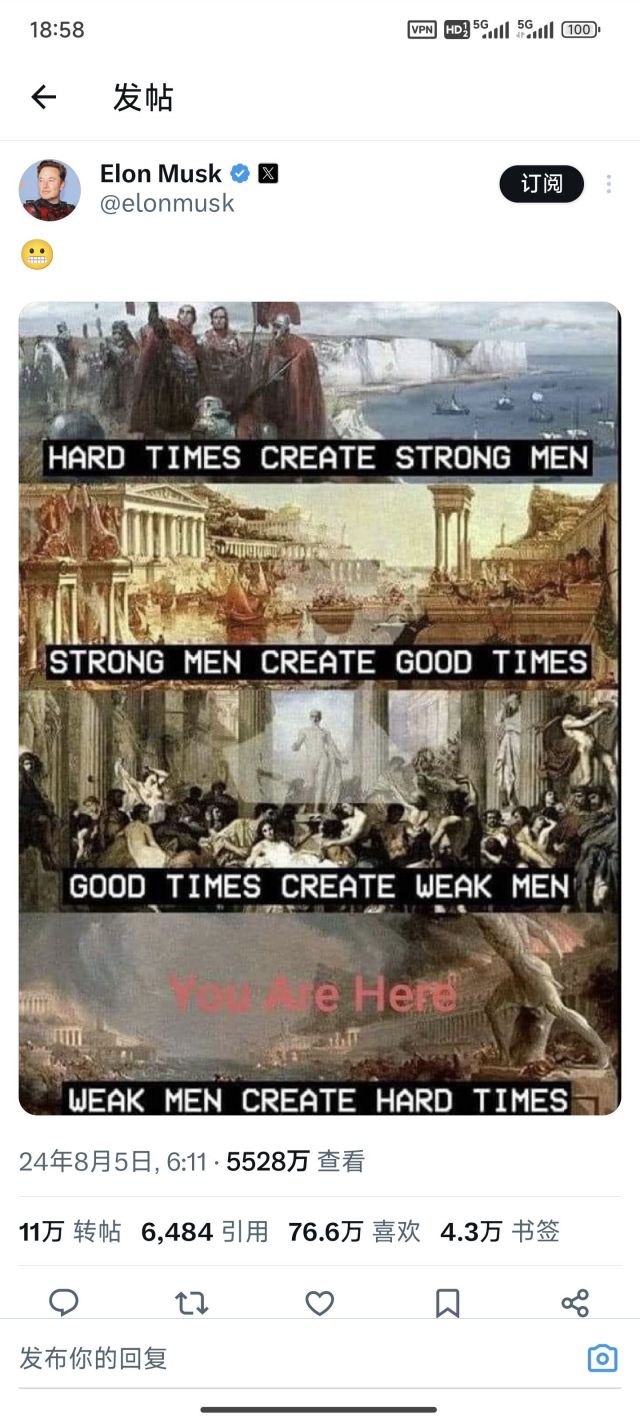 18:58
VPN HD 1 2 5G 5G 100
发帖
Elon Musk X
@elonmusk
订阅
HARD TIMES CREATE STRONG MEN
STRONG MEN CREATE GOOD TIMES
GOOD TIMES CREATE WEAK MEN
You Are Here
WEAK MEN CREATE HARD TIMES
24年8月5日, 6:11 · 5528万 查看
11万 转帖 6,484 引用 76.6万 喜欢 4.3万 书签
发布你的回复